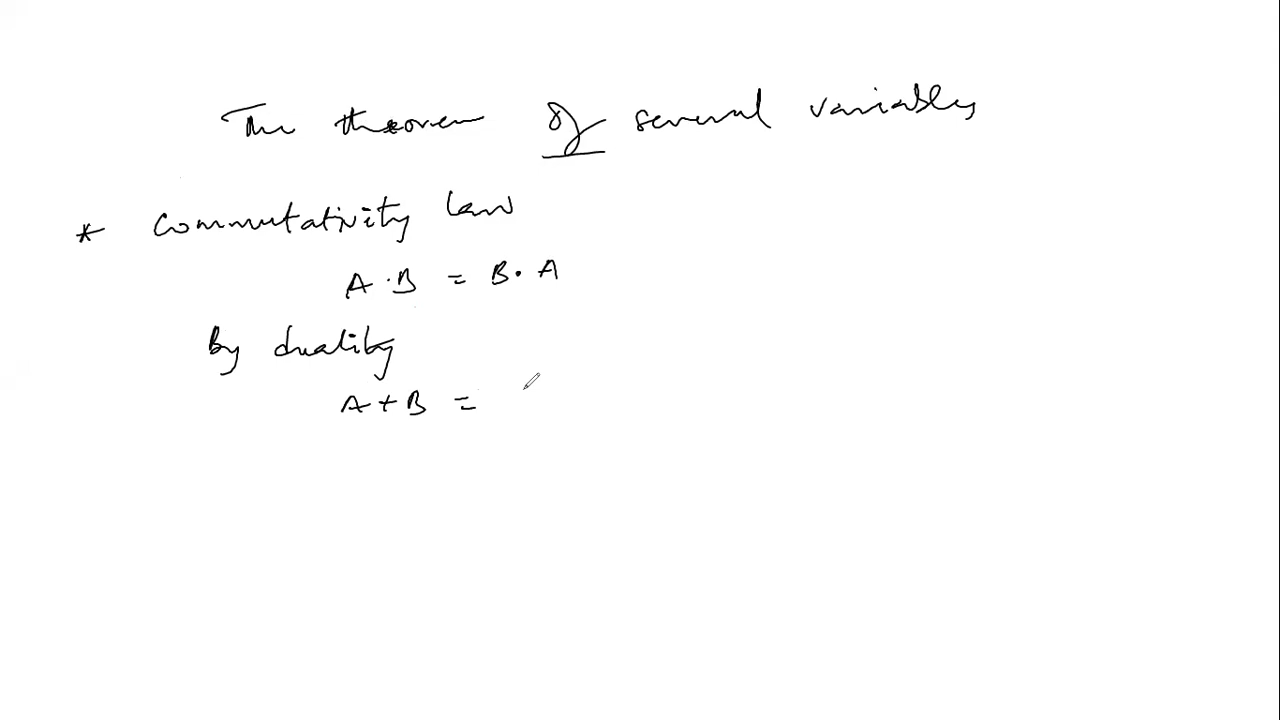 The theorem of several variables
* Commutativity law
A . B = B . A
By duality
A + B =